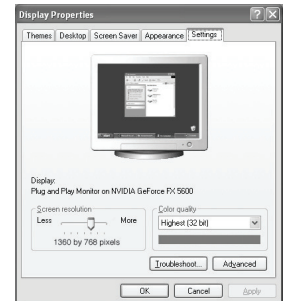 Display Properties
Themes Desktop Screen Saver Appearance Settings
Display:
Plug and Play Monitor on NVIDIA GeForce FX 5600
Screen resolution
Less More
1360 by 768 pixels
Color quality
Highest (32 bit)
Troubleshoot... Advanced
OK Cancel Apply